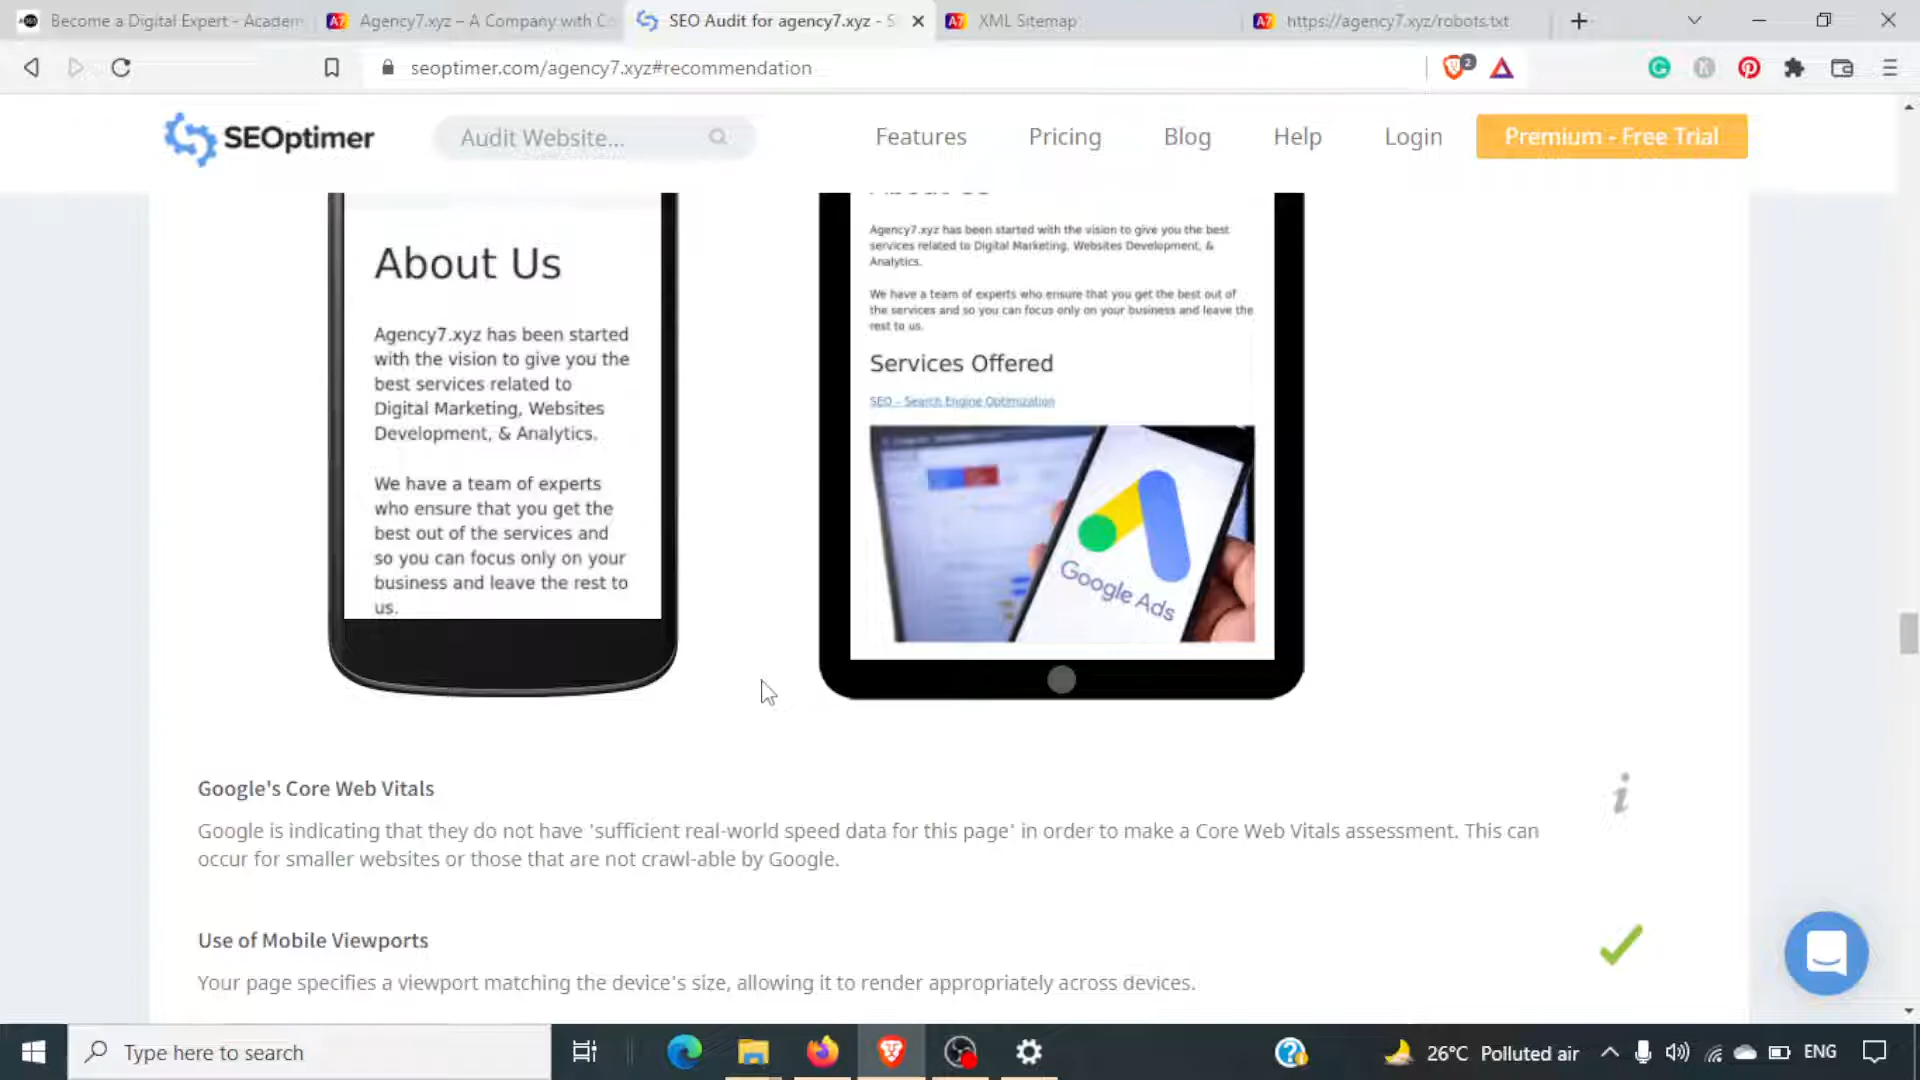 Become a Digital Expert - Academ
Agency7.xyz – A Company with Co
SEO Audit for agency7.xyz - S
XML Sitemap
https://agency7.xyz/robots.txt
seoptimer.com/agency7.xyz#recommendation
2
SEOptimer
Audit Website...
Features
Pricing
Blog
Help
Login
Premium - Free Trial
About Us
Agency7.xyz has been started
with the vision to give you the
best services related to
Digital Marketing, Websites
Development, & Analytics.
We have a team of experts
who ensure that you get the
best out of the services and
so you can focus only on your
business and leave the rest to
us.
Agency7.xyz has been started with the vision to give you the best
services related to Digital Marketing, Websites Development, &
Analytics.
We have a team of experts who ensure that you get the best out of
the services and so you can focus only on your business and leave the
rest to us.
Services Offered
SEO – Search Engine Optimization
Google Ads
Google's Core Web Vitals
Google is indicating that they do not have 'sufficient real-world speed data for this page' in order to make a Core Web Vitals assessment. This can
occur for smaller websites or those that are not crawl-able by Google.
Use of Mobile Viewports
Your page specifies a viewport matching the device's size, allowing it to render appropriately across devices.
Type here to search
26°C Polluted air
ENG